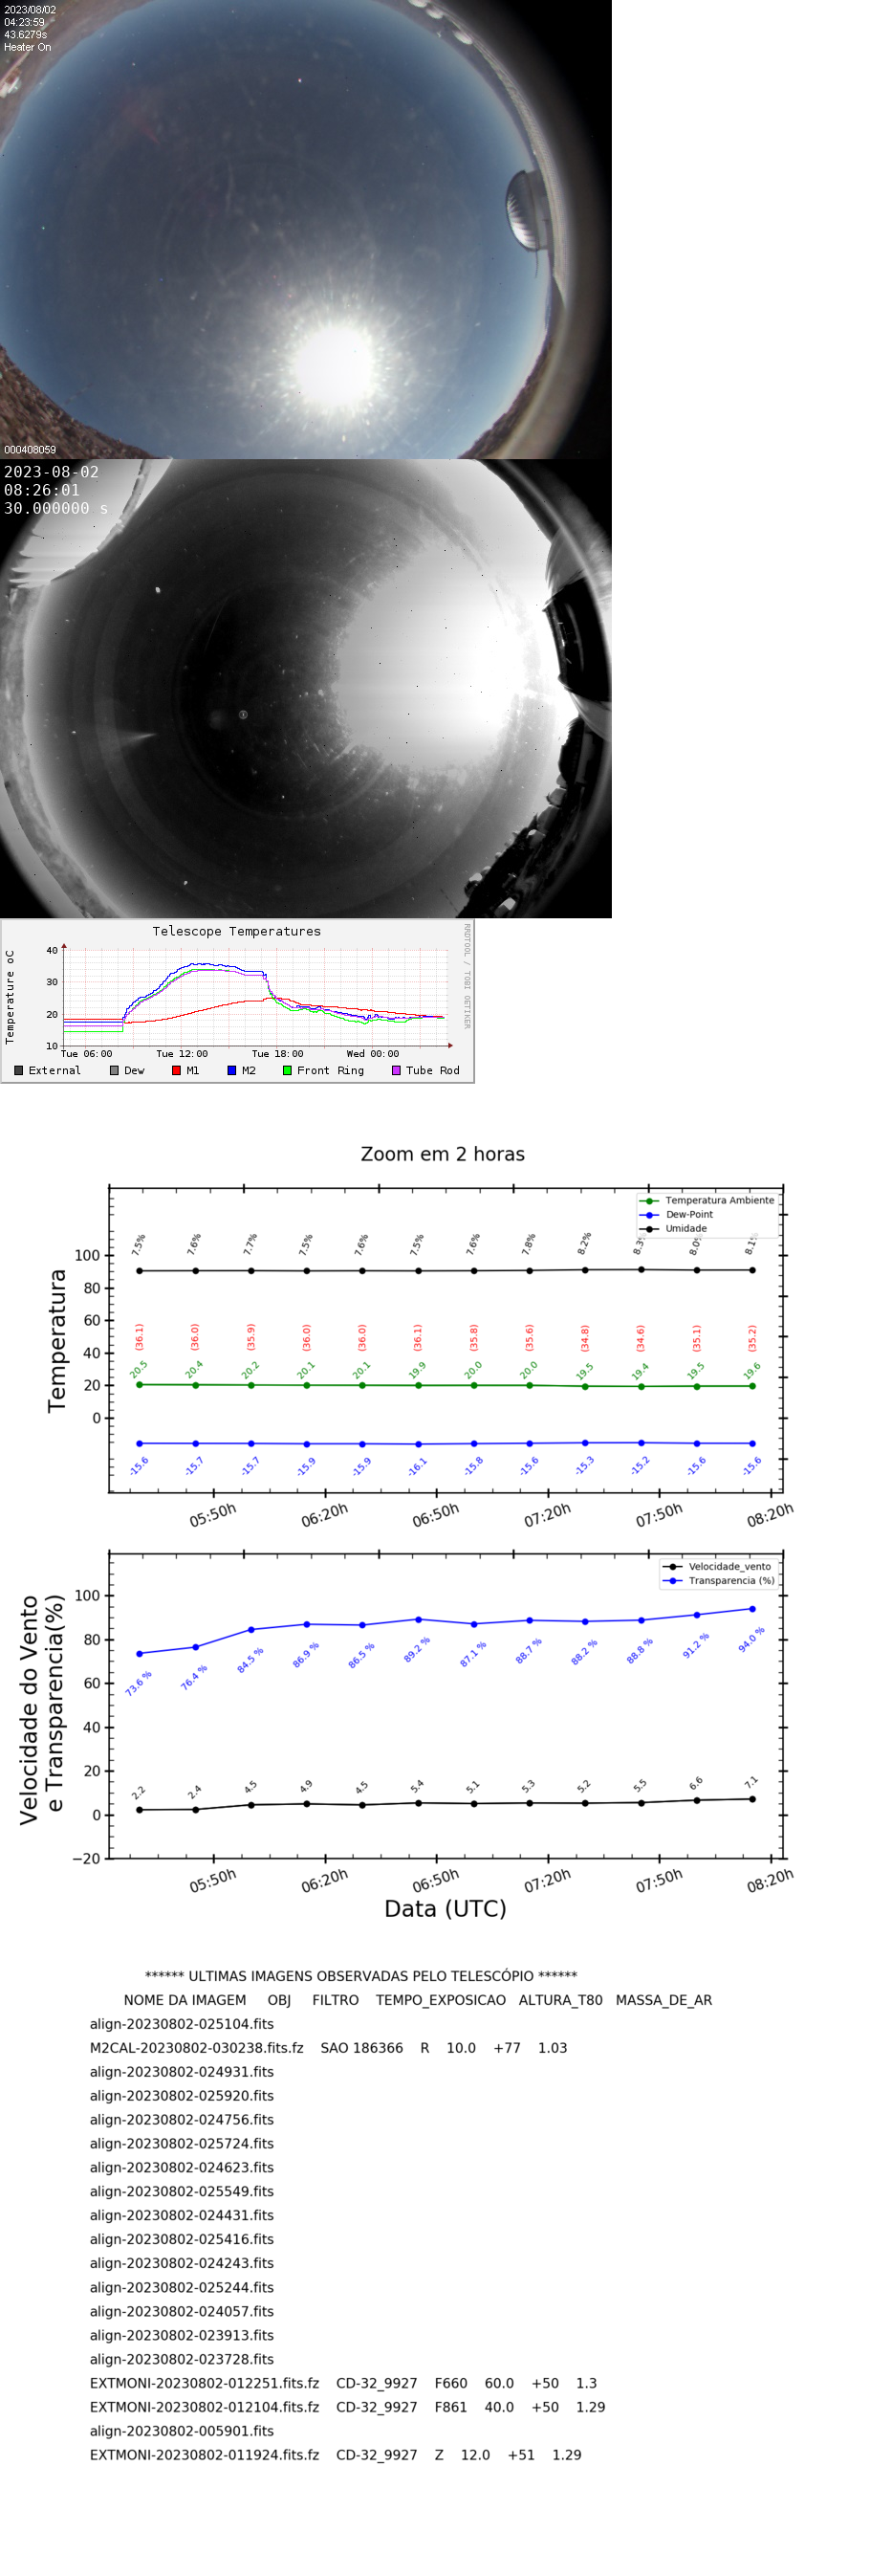 2023/08/02
04:23:59
43.6279s
Heater On
000408059
2023-08-02
08:26:01
30.000000 s
Telescope Temperatures
RRDTOOL / TOBI OETIKER
Temperature oC
40
30
20
10
Tue 06:00 Tue 12:00 Tue 18:00 Wed 00:00
External Dew M1 M2 Front Ring Tube Rod
Zoom em 2 horas
Temperatura Ambiente
Dew-Point
Umidade
Temperatura
100
80
60
40
20
0
7.5% 7.6% 7.7% 7.5% 7.6% 7.5% 7.6% 7.8% 8.2% 8.3 8.0 8.1
(36.1) (36.0) (35.9) (36.0) (36.0) (36.1) (35.8) (35.6) (34.8) (34.6) (35.1) (35.2)
20.5 20.4 20.2 20.1 20.1 19.9 20.0 20.0 19.5 19.4 19.5 19.6
-15.6 -15.7 -15.7 -15.9 -15.9 -16.1 -15.8 -15.6 -15.3 -15.2 -15.6 -15.6
05:50h 06:20h 06:50h 07:20h 07:50h 08:20h
Velocidade_vento
Transparencia (%)
Velocidade do Vento
e Transparencia(%)
100
80
60
40
20
0
−20
73.6 % 76.4 % 84.5 % 86.9 % 86.5 % 89.2 % 87.1 % 88.7 % 88.2 % 88.8 % 91.2 % 94.0 %
2.2 2.4 4.5 4.9 4.5 5.4 5.1 5.3 5.2 5.5 6.6 7.1
05:50h 06:20h 06:50h 07:20h 07:50h 08:20h
Data (UTC)
****** ULTIMAS IMAGENS OBSERVADAS PELO TELESCÓPIO ******
NOME DA IMAGEM OBJ FILTRO TEMPO_EXPOSICAO ALTURA_T80 MASSA_DE_AR
align-20230802-025104.fits
M2CAL-20230802-030238.fits.fz SAO 186366 R 10.0 +77 1.03
align-20230802-024931.fits
align-20230802-025920.fits
align-20230802-024756.fits
align-20230802-025724.fits
align-20230802-024623.fits
align-20230802-025549.fits
align-20230802-024431.fits
align-20230802-025416.fits
align-20230802-024243.fits
align-20230802-025244.fits
align-20230802-024057.fits
align-20230802-023913.fits
align-20230802-023728.fits
EXTMONI-20230802-012251.fits.fz CD-32_9927 F660 60.0 +50 1.3
EXTMONI-20230802-012104.fits.fz CD-32_9927 F861 40.0 +50 1.29
align-20230802-005901.fits
EXTMONI-20230802-011924.fits.fz CD-32_9927 Z 12.0 +51 1.29